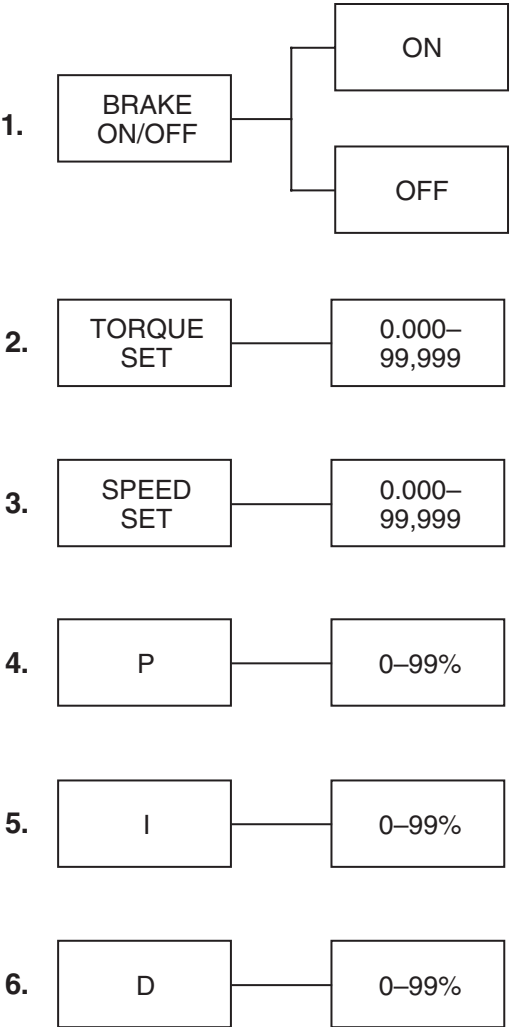 ON
1.
BRAKE
ON/OFF
OFF
2.
TORQUE
SET
0.000–
99,999
3.
SPEED
SET
0.000–
99,999
4.
P
0–99%
5.
I
0–99%
6.
D
0–99%